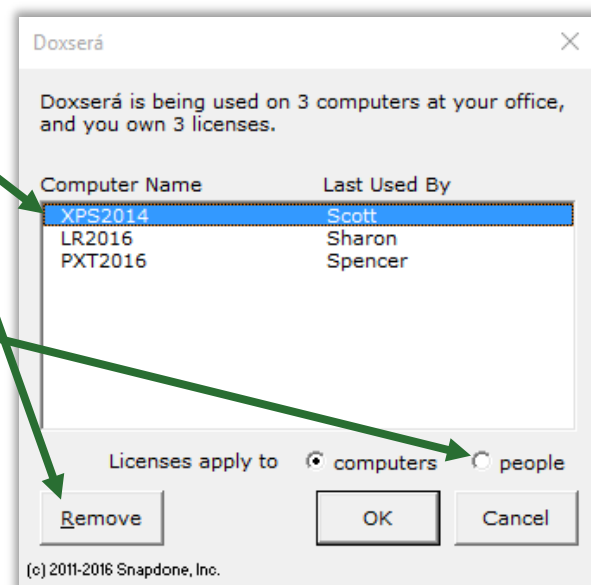 Doxserá
Doxserá is being used on 3 computers at your office,
and you own 3 licenses.
Computer Name Last Used By
XPS2014 Scott
LR2016 Sharon
PXT2016 Spencer
Licenses apply to computers people
Remove OK Cancel
(c) 2011-2016 Snapdone, Inc.